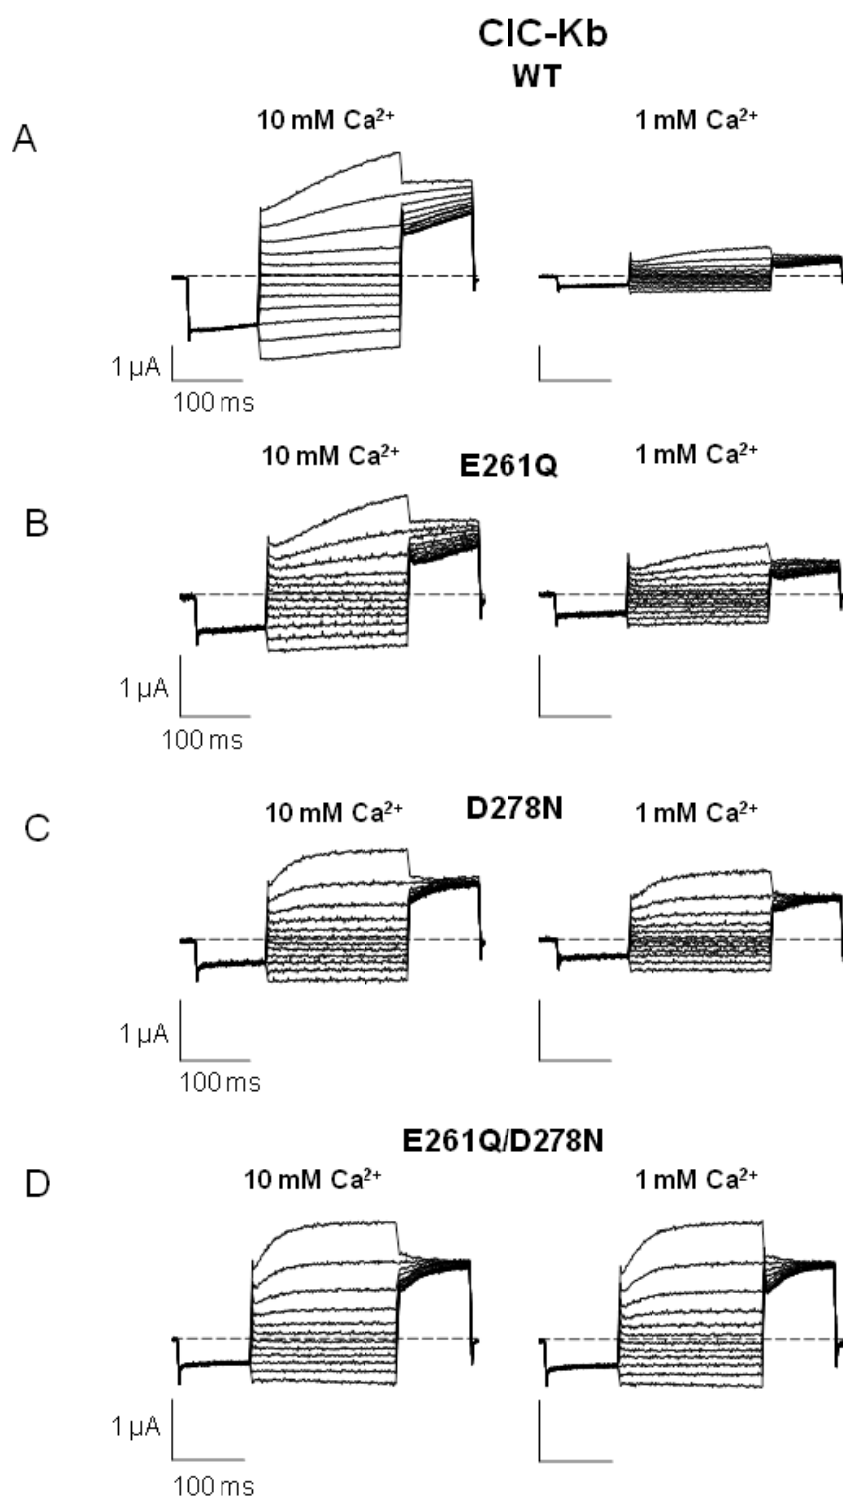 ClC-Kb
WT
A
10 mM Ca²⁺
1 mM Ca²⁺
1 µA
100 ms
B
10 mM Ca²⁺
E261Q
1 mM Ca²⁺
1 µA
100 ms
C
10 mM Ca²⁺
D278N
1 mM Ca²⁺
1 µA
100 ms
E261Q/D278N
D
10 mM Ca²⁺
1 mM Ca²⁺
1 µA
100 ms